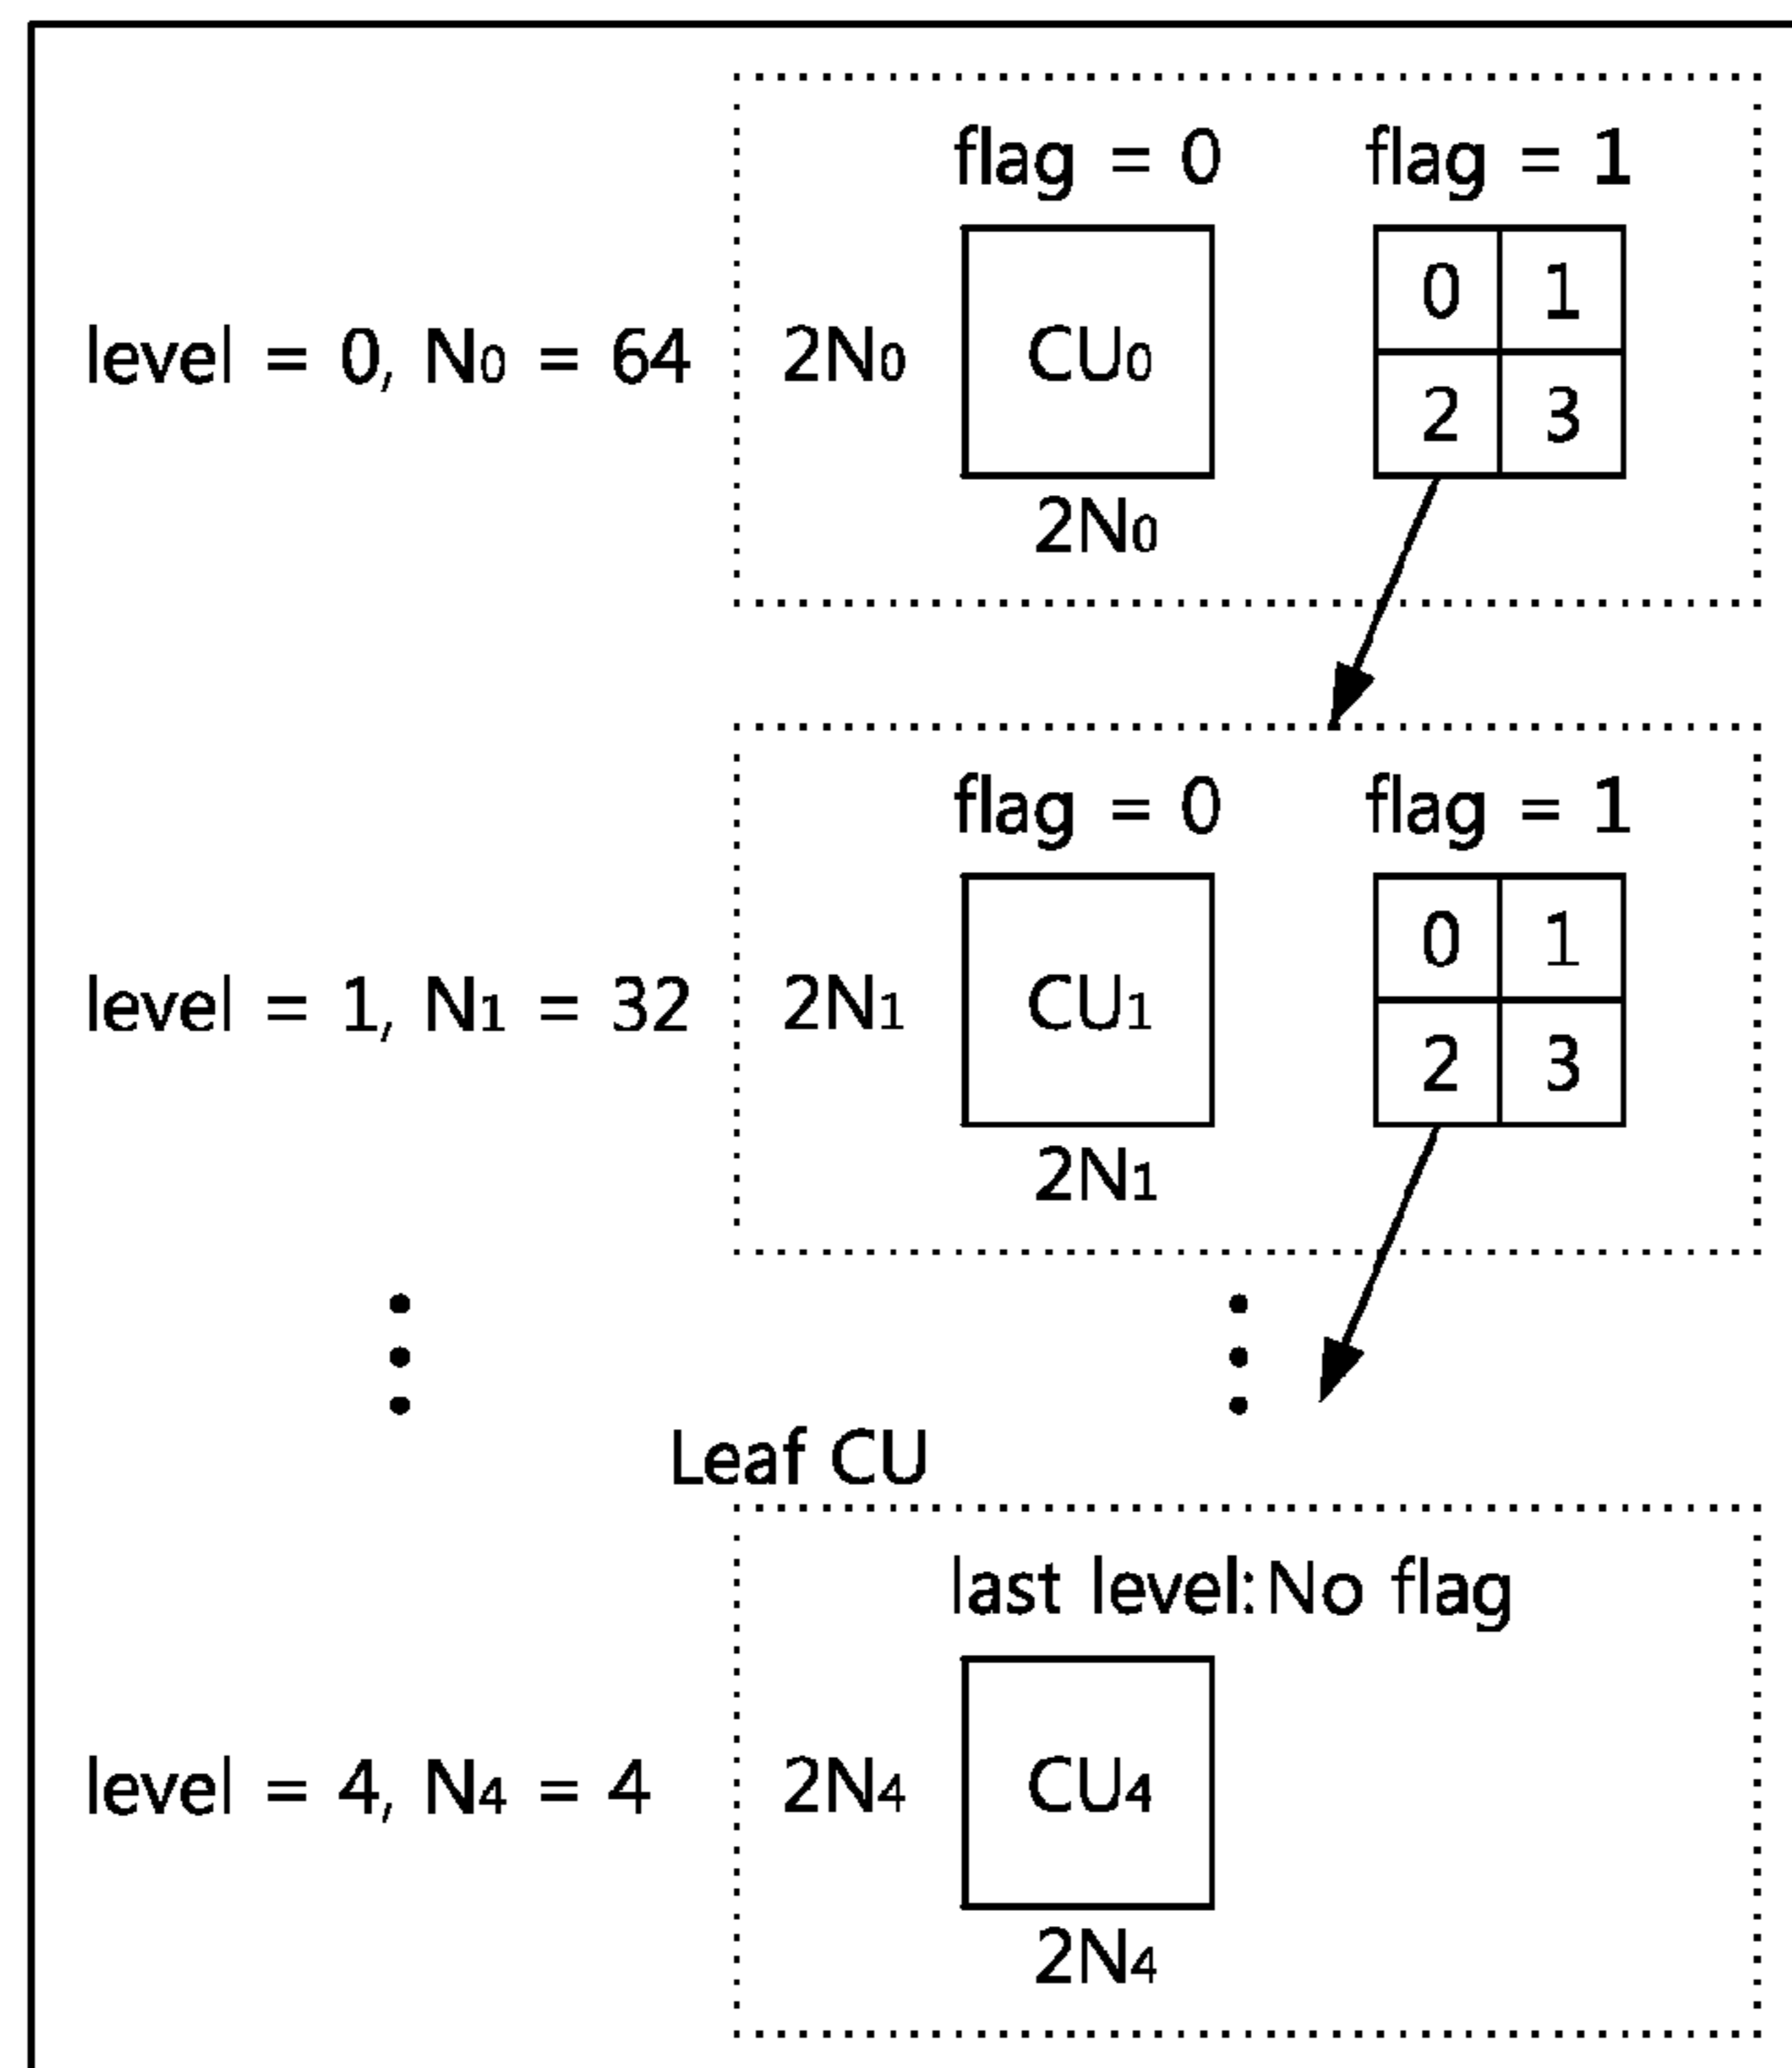 flag = 0 flag = 1
0 1
level = 0, N0 = 64 2N0 CU0
2 3
2N0
flag = 0 flag = 1
0 1
level = 1, N1 = 32 2N1 CU1
2 3
2N1
Leaf CU
last level: No flag
level = 4, N4 = 4 2N4 CU4
2N4